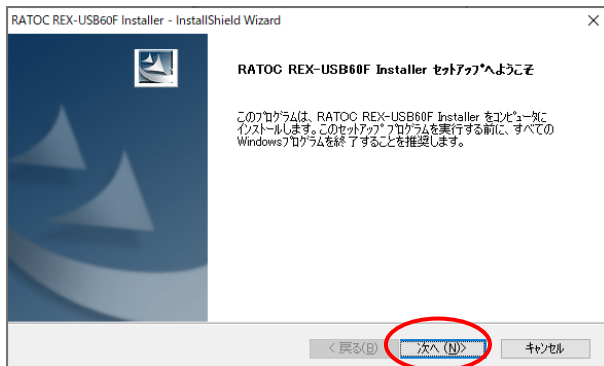 RATOC REX-USB60F Installer - InstallShield Wizard
RATOC REX-USB60F Installer ｾｯﾄｱｯﾌﾟへようこそ
このﾌﾟﾛｸﾞﾗﾑは、RATOC REX-USB60F Installer をｺﾝﾋﾟｭｰﾀに
ｲﾝｽﾄｰﾙします。このｾｯﾄｱｯﾌﾟ ﾌﾟﾛｸﾞﾗﾑを実行する前に、すべての
Windowsﾌﾟﾛｸﾞﾗﾑを終了することを推奨します。
< 戻る(B)
次へ (N)>
ｷｬﾝｾﾙ